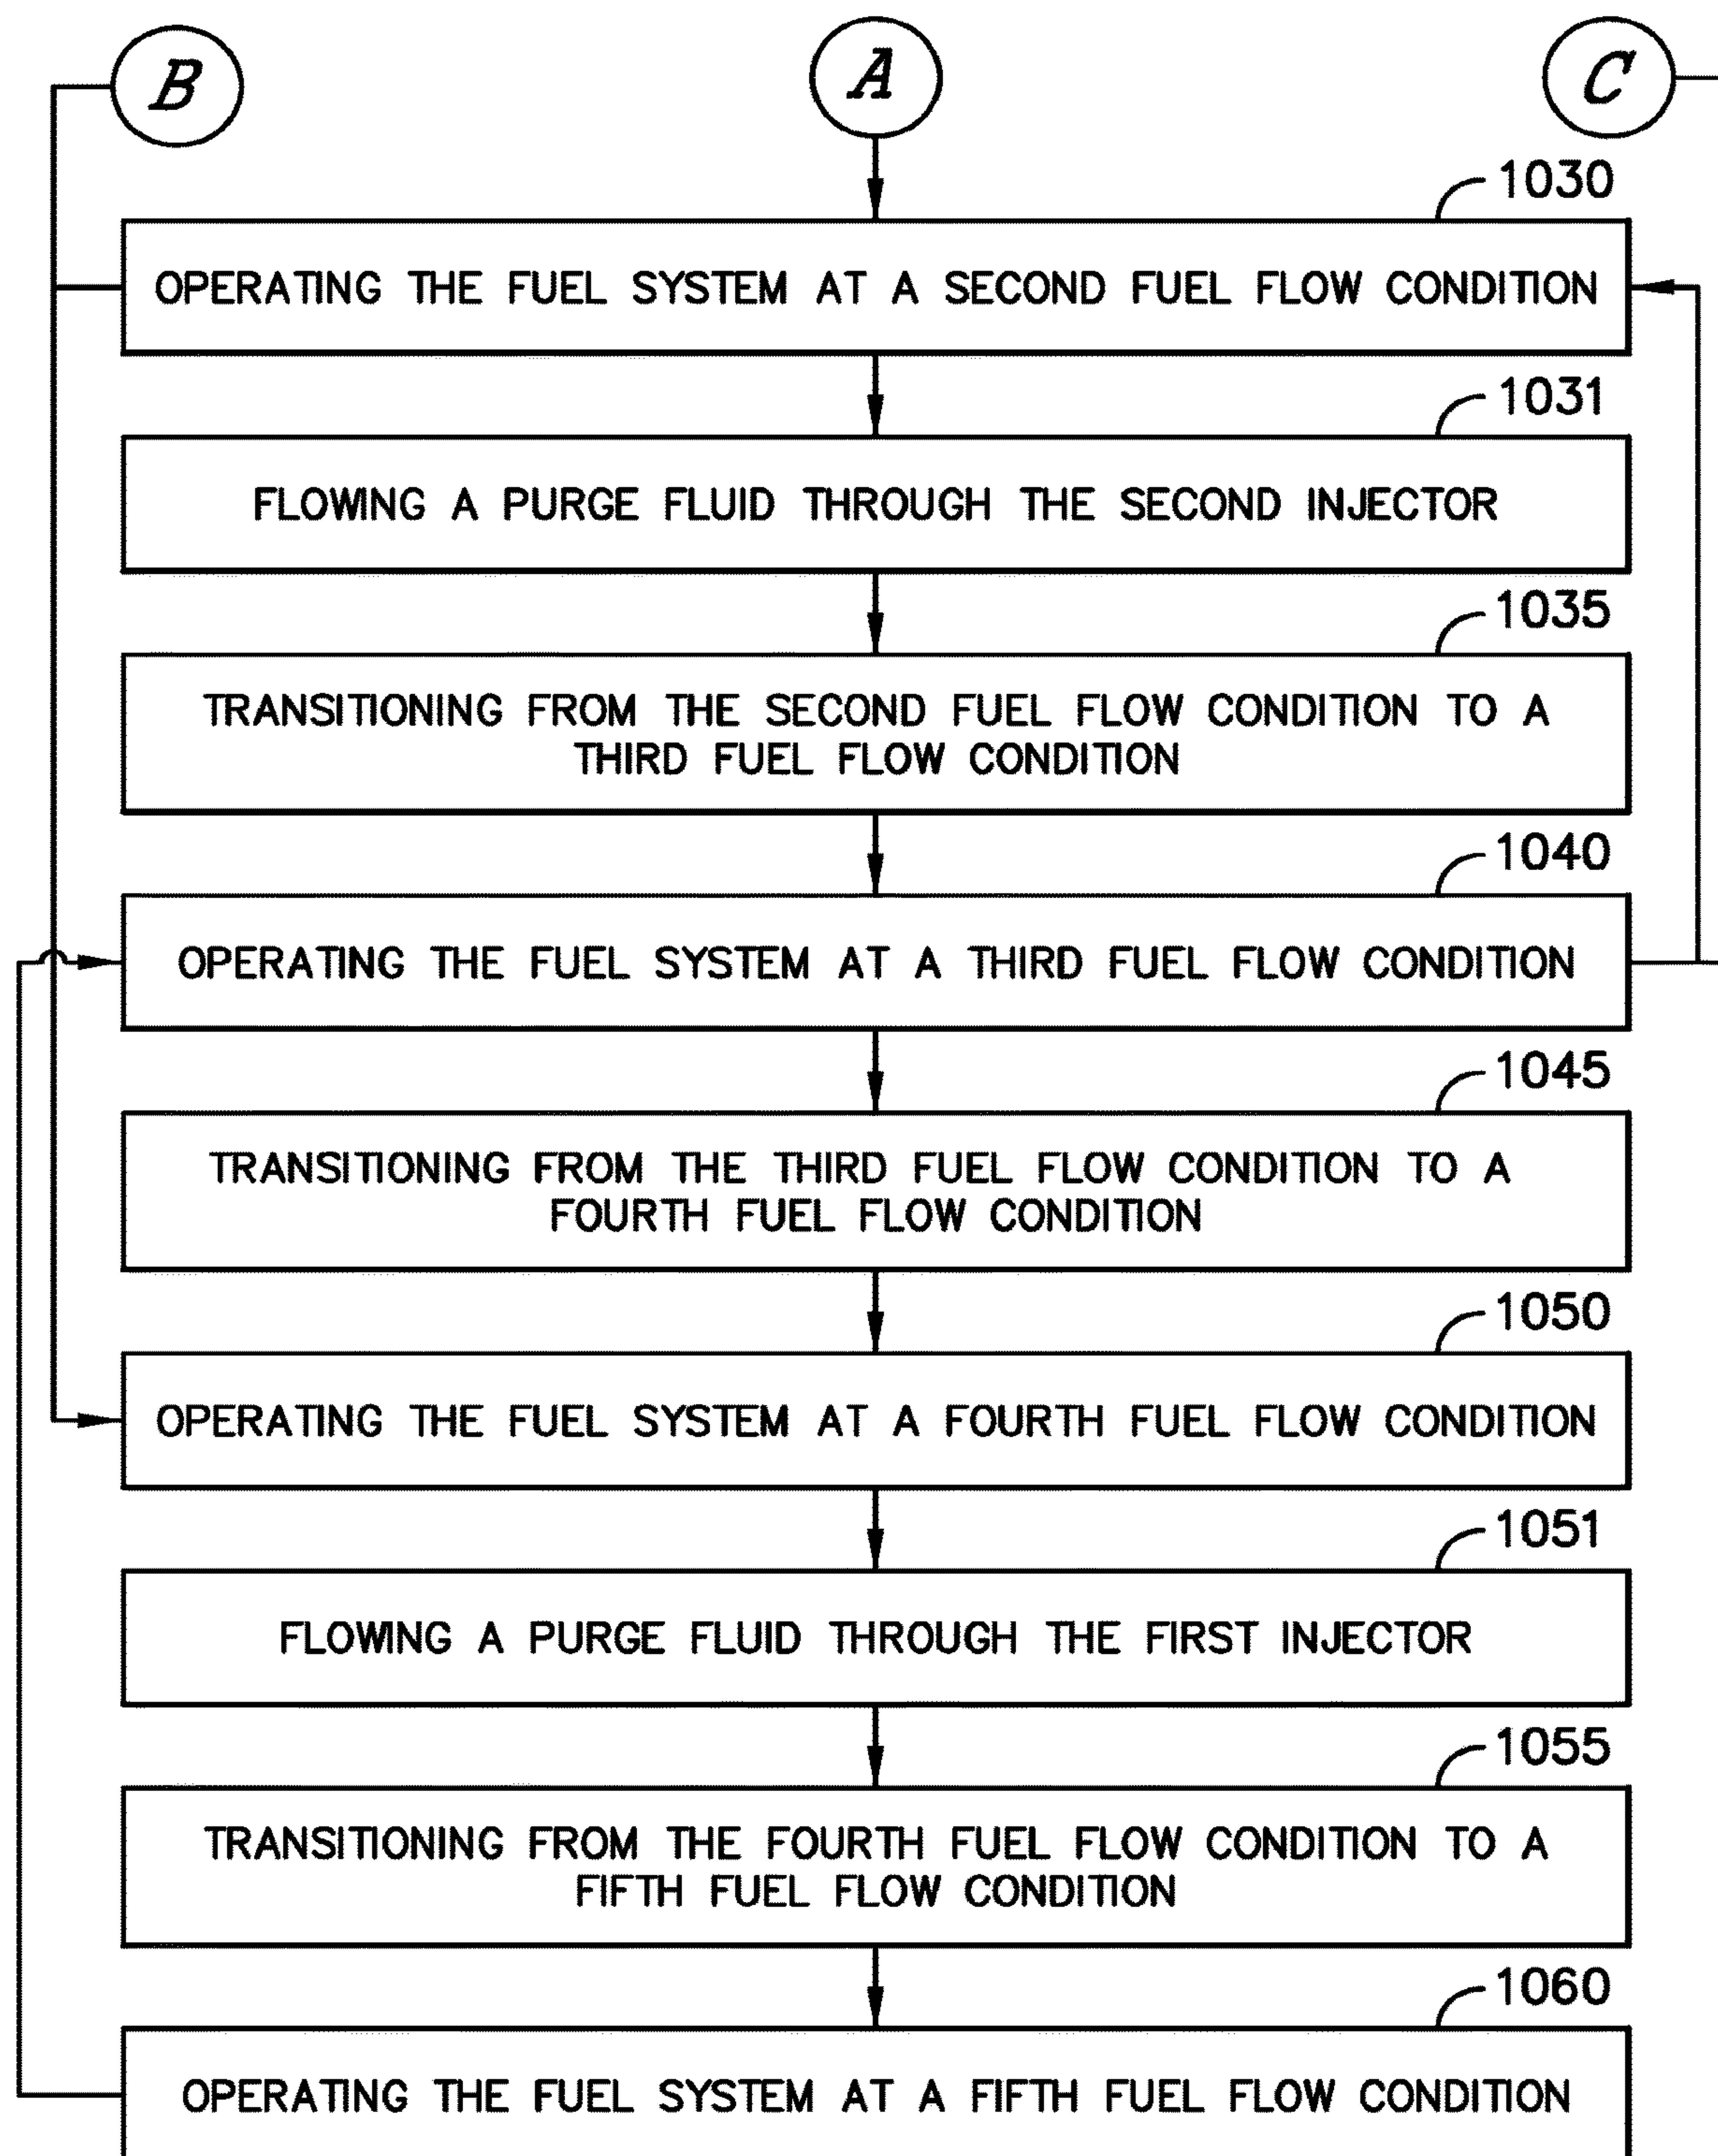 B
A
C
1030
OPERATING THE FUEL SYSTEM AT A SECOND FUEL FLOW CONDITION
1031
FLOWING A PURGE FLUID THROUGH THE SECOND INJECTOR
1035
TRANSITIONING FROM THE SECOND FUEL FLOW CONDITION TO A
THIRD FUEL FLOW CONDITION
1040
OPERATING THE FUEL SYSTEM AT A THIRD FUEL FLOW CONDITION
1045
TRANSITIONING FROM THE THIRD FUEL FLOW CONDITION TO A
FOURTH FUEL FLOW CONDITION
1050
OPERATING THE FUEL SYSTEM AT A FOURTH FUEL FLOW CONDITION
1051
FLOWING A PURGE FLUID THROUGH THE FIRST INJECTOR
1055
TRANSITIONING FROM THE FOURTH FUEL FLOW CONDITION TO A
FIFTH FUEL FLOW CONDITION
1060
OPERATING THE FUEL SYSTEM AT A FIFTH FUEL FLOW CONDITION